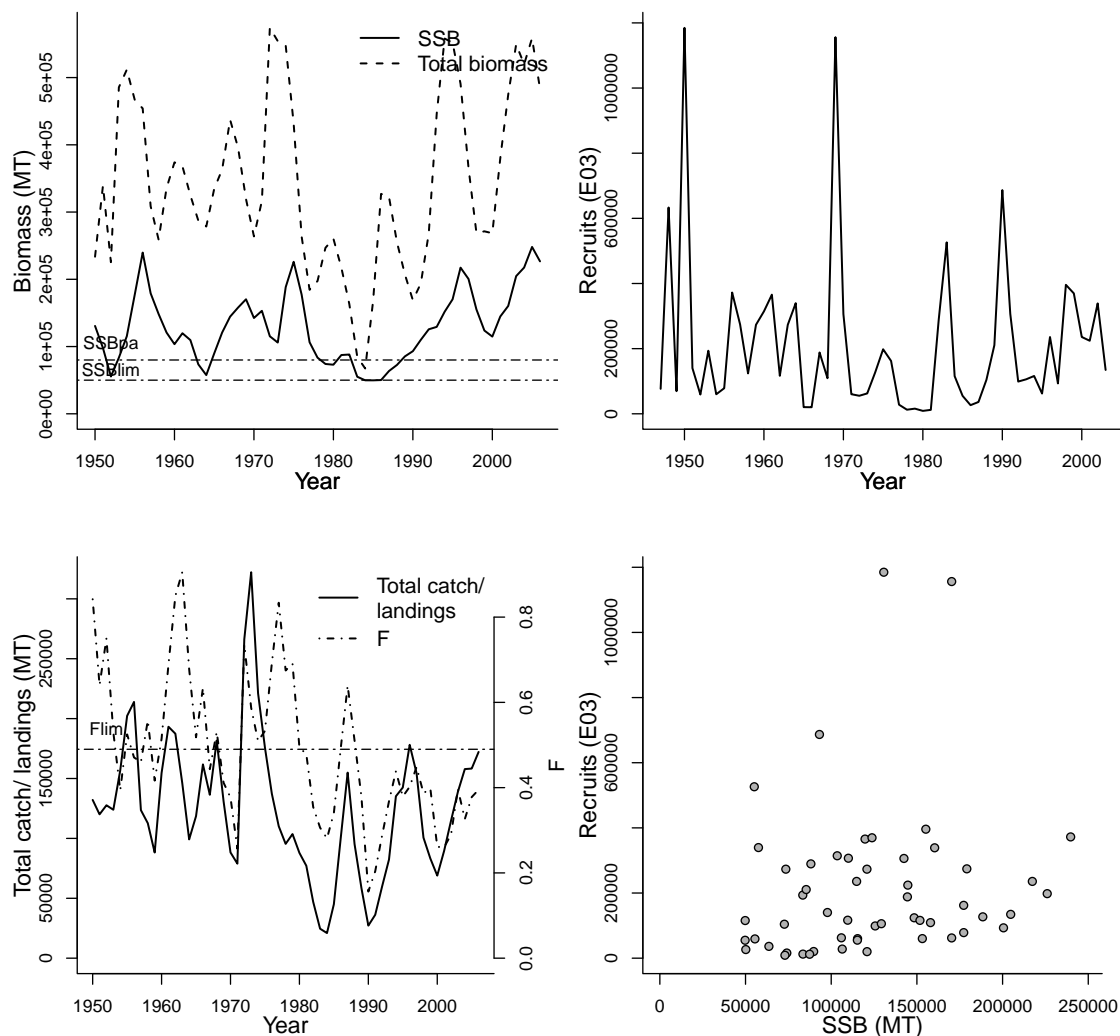 SSB
Total biomass
SSBpa
SSBlim
Biomass (MT)
0e+00
1e+05
2e+05
3e+05
4e+05
5e+05
1950
1960
1970
1980
1990
2000
Year
Recruits (E03)
0
200000
600000
1000000
1950
1960
1970
1980
1990
2000
Year
Total catch/
landings
F
Flim
Total catch/ landings (MT)
0
50000
150000
250000
0.0
0.2
0.4
0.6
0.8
F
1950
1960
1970
1980
1990
2000
Year
Recruits (E03)
0
200000
600000
1000000
0
50000
100000
150000
200000
250000
SSB (MT)